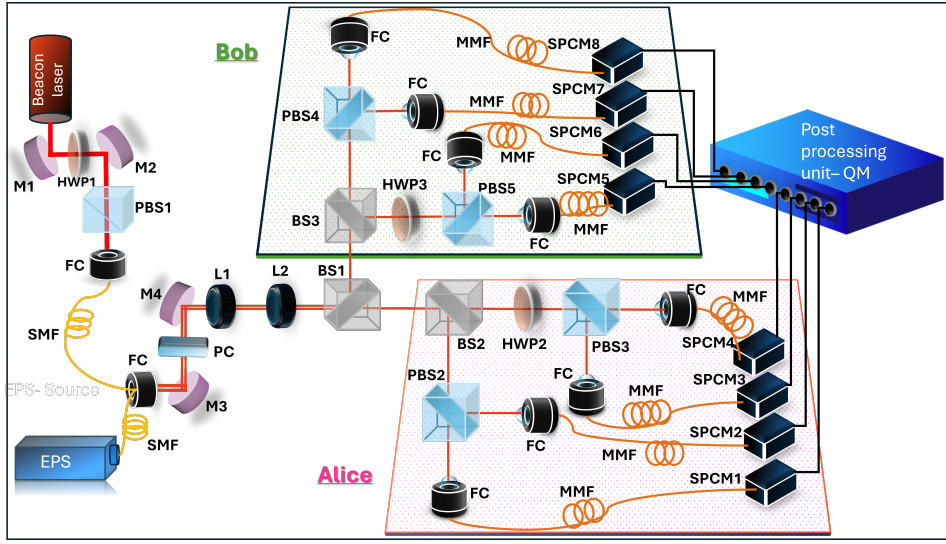 Beacon
laser
M1
HWP1
M2
PBS1
FC
SMF
M4
L1
L2
BS1
PC
FC
M3
EPS- Source
SMF
EPS
Bob
FC
MMF
SPCM8
PBS4
FC
MMF
SPCM7
SPCM6
FC
MMF
PBS5
SPCM5
BS3
HWP3
FC
MMF
Post
processing
unit– QM
BS2
HWP2
PBS3
FC
MMF
SPCM4
PBS2
FC
MMF
SPCM3
FC
MMF
SPCM2
Alice
FC
MMF
SPCM1